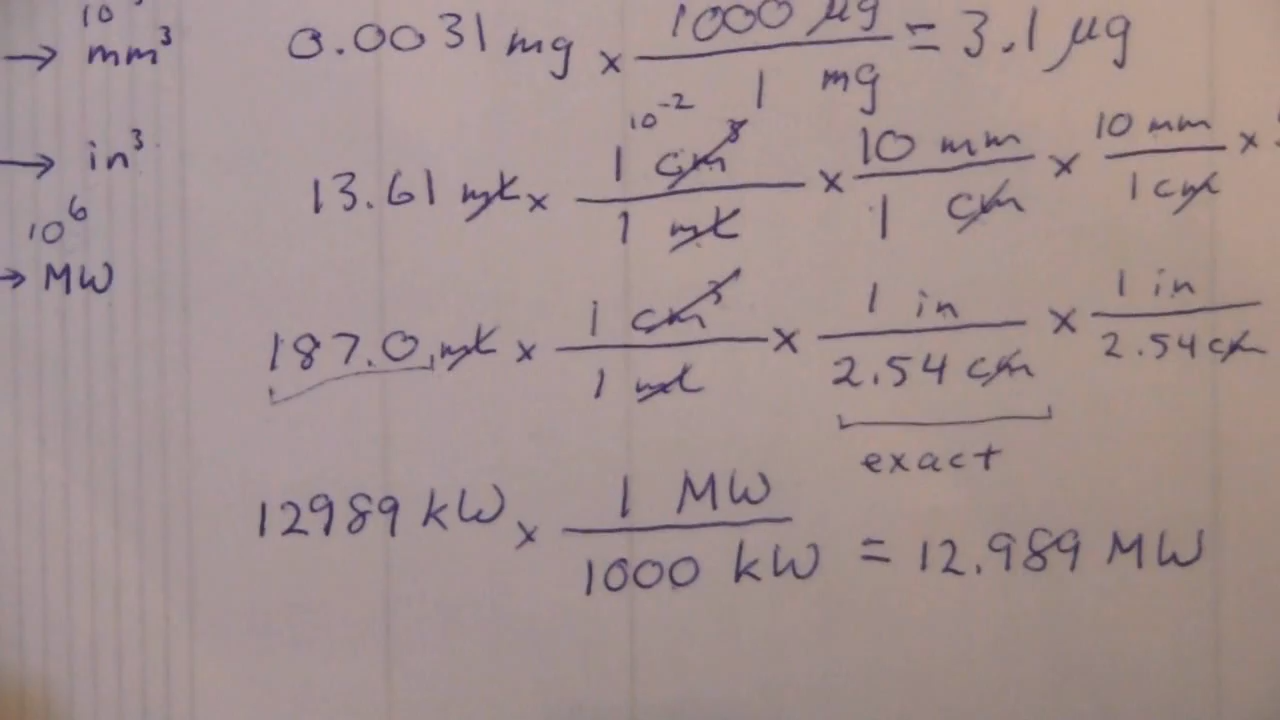 0.0031 mg × 1000 µg / 1 mg = 3.1 µg
→ mm³
10⁻²
13.61 mL × 1 cm³ / 1 mL × 10 mm / 1 cm × 10 mm / 1 cm ×
→ in³
10⁶
→ MW
187.0 mL × 1 cm³ / 1 mL × 1 in / 2.54 cm × 1 in / 2.54 cm
exact
12989 kW × 1 MW / 1000 kW = 12.989 MW